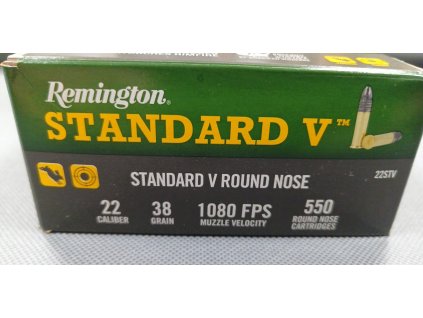 Remington®
STANDARD V™
22STV
STANDARD V ROUND NOSE
22
CALIBER
38
GRAIN
1080 FPS
MUZZLE VELOCITY
550
ROUND NOSE
CARTRIDGES